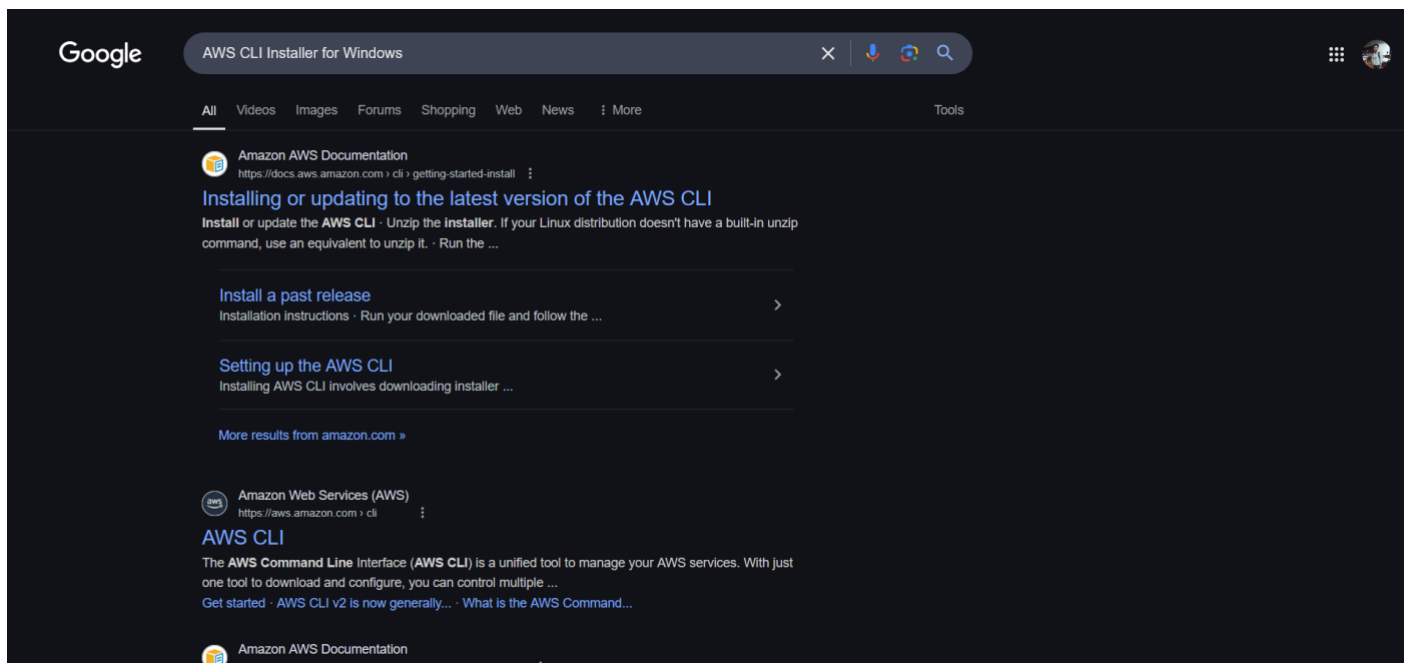 Google
AWS CLI Installer for Windows
All Videos Images Forums Shopping Web News More Tools
Amazon AWS Documentation
https://docs.aws.amazon.com › cli › getting-started-install
Installing or updating to the latest version of the AWS CLI
Install or update the AWS CLI · Unzip the installer. If your Linux distribution doesn't have a built-in unzip
command, use an equivalent to unzip it. · Run the ...
Install a past release
Installation instructions · Run your downloaded file and follow the ...
Setting up the AWS CLI
Installing AWS CLI involves downloading installer ...
More results from amazon.com »
aws
Amazon Web Services (AWS)
https://aws.amazon.com › cli
AWS CLI
The AWS Command Line Interface (AWS CLI) is a unified tool to manage your AWS services. With just
one tool to download and configure, you can control multiple ...
Get started · AWS CLI v2 is now generally... · What is the AWS Command...
Amazon AWS Documentation